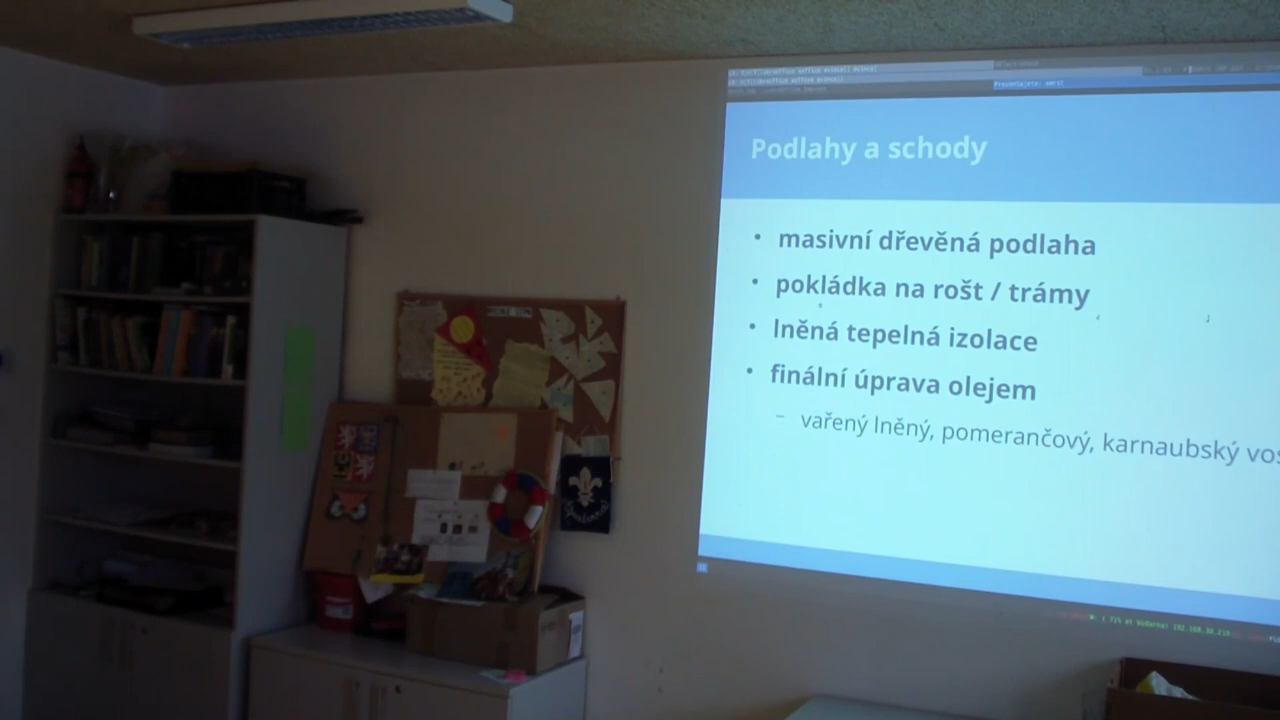 Podlahy a schody
• masivní dřevěná podlaha
• pokládka na rošt / trámy
• lněná tepelná izolace
• finální úprava olejem
– vařený lněný, pomerančový, karnaubský vos